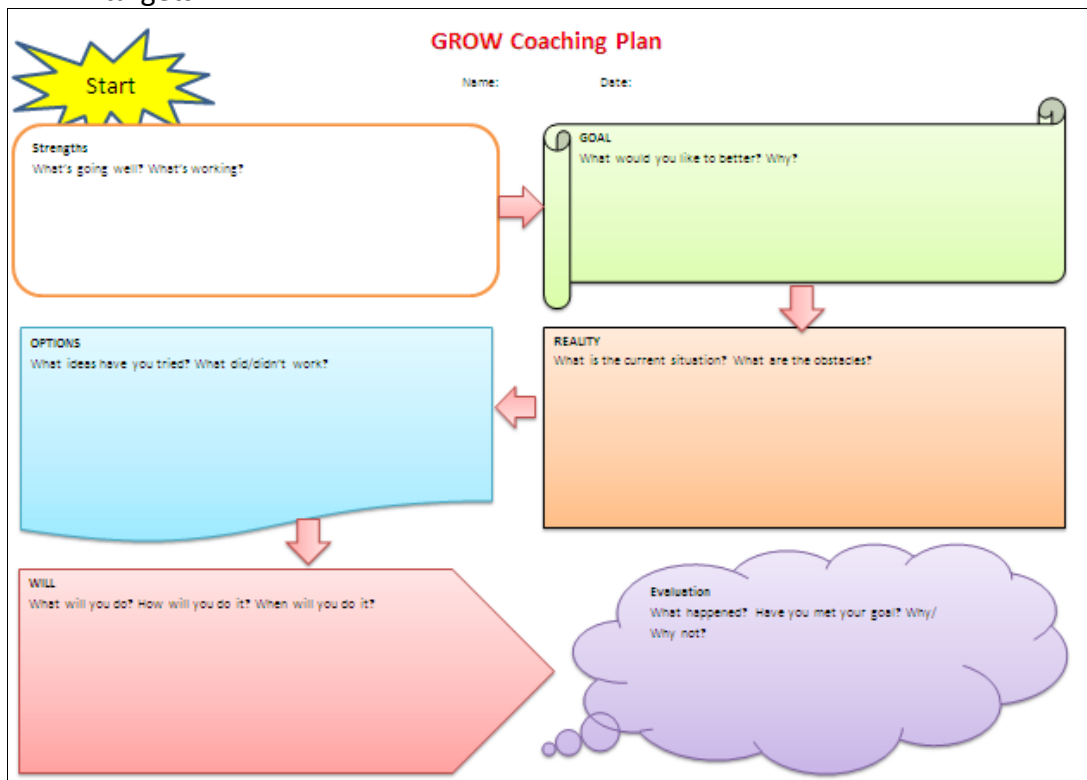 targets
GROW Coaching Plan
Start
Name: Date:
Strengths
What's going well? What's working?
GOAL
What would you like to better? Why?
REALITY
What is the current situation? What are the obstacles?
OPTIONS
What ideas have you tried? What did/didn't work?
WILL
What will you do? How will you do it? When will you do it?
Evaluation
What happened? Have you met your goal? Why/
Why not?